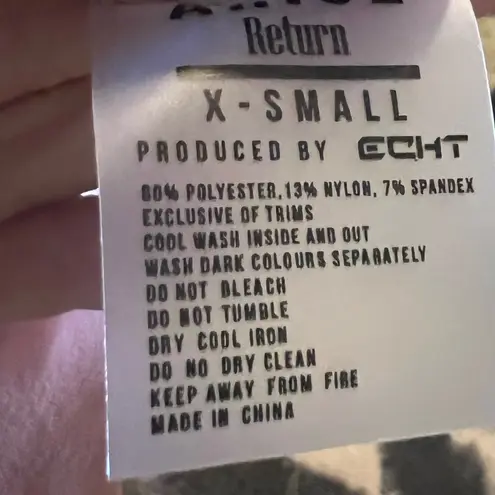 Return
X-SMALL
PRODUCED BY ECHT
80% POLYESTER, 13% NYLON, 7% SPANDEX
EXCLUSIVE OF TRIMS
COOL WASH INSIDE AND OUT
WASH DARK COLOURS SEPARATELY
DO NOT BLEACH
DO NOT TUMBLE
DRY COOL IRON
DO NO DRY CLEAN
KEEP AWAY FROM FIRE
MADE IN CHINA